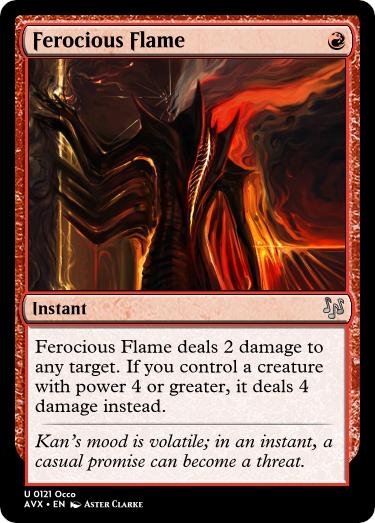 Ferocious Flame
Instant
Ferocious Flame deals 2 damage to
any target. If you control a creature
with power 4 or greater, it deals 4
damage instead.
Kan's mood is volatile; in an instant, a
casual promise can become a threat.
U 0121 Occo
AVX • EN Aster Clarke